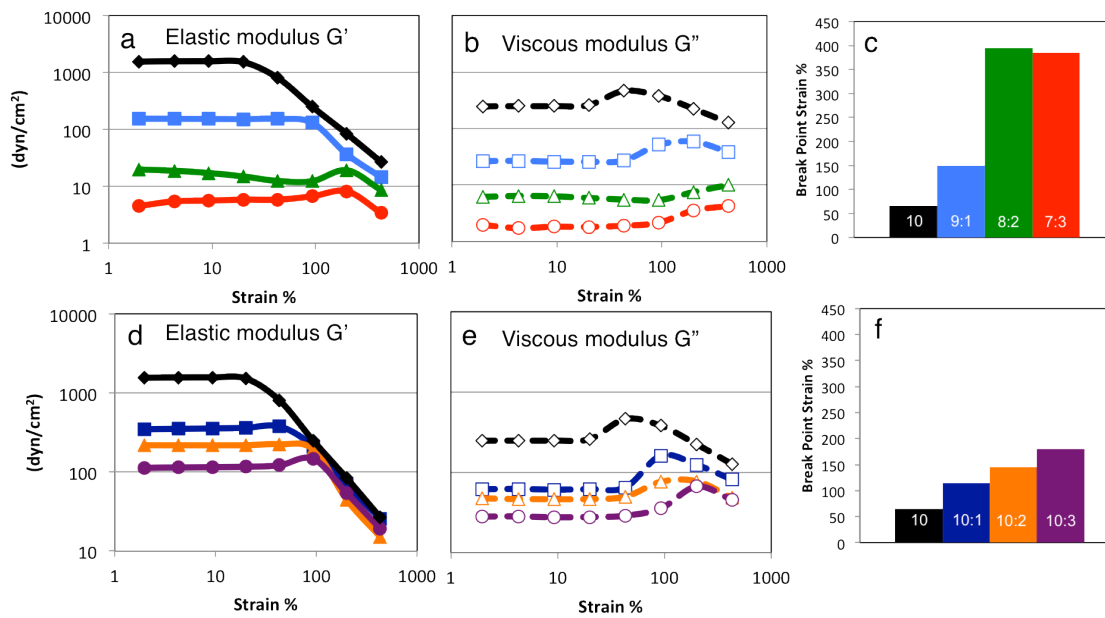 a Elastic modulus G’
(dyn/cm²)
10000
1000
100
10
1
1 10 100 1000
Strain %
b Viscous modulus G”
1 10 100 1000
Strain %
c
Break Point Strain %
450
400
350
300
250
200
150
100
50
0
10 9:1 8:2 7:3
d Elastic modulus G’
(dyn/cm²)
10000
1000
100
10
1 10 100 1000
Strain %
e Viscous modulus G”
1 10 100 1000
Strain %
f
Break Point Strain %
450
400
350
300
250
200
150
100
50
0
10 10:1 10:2 10:3